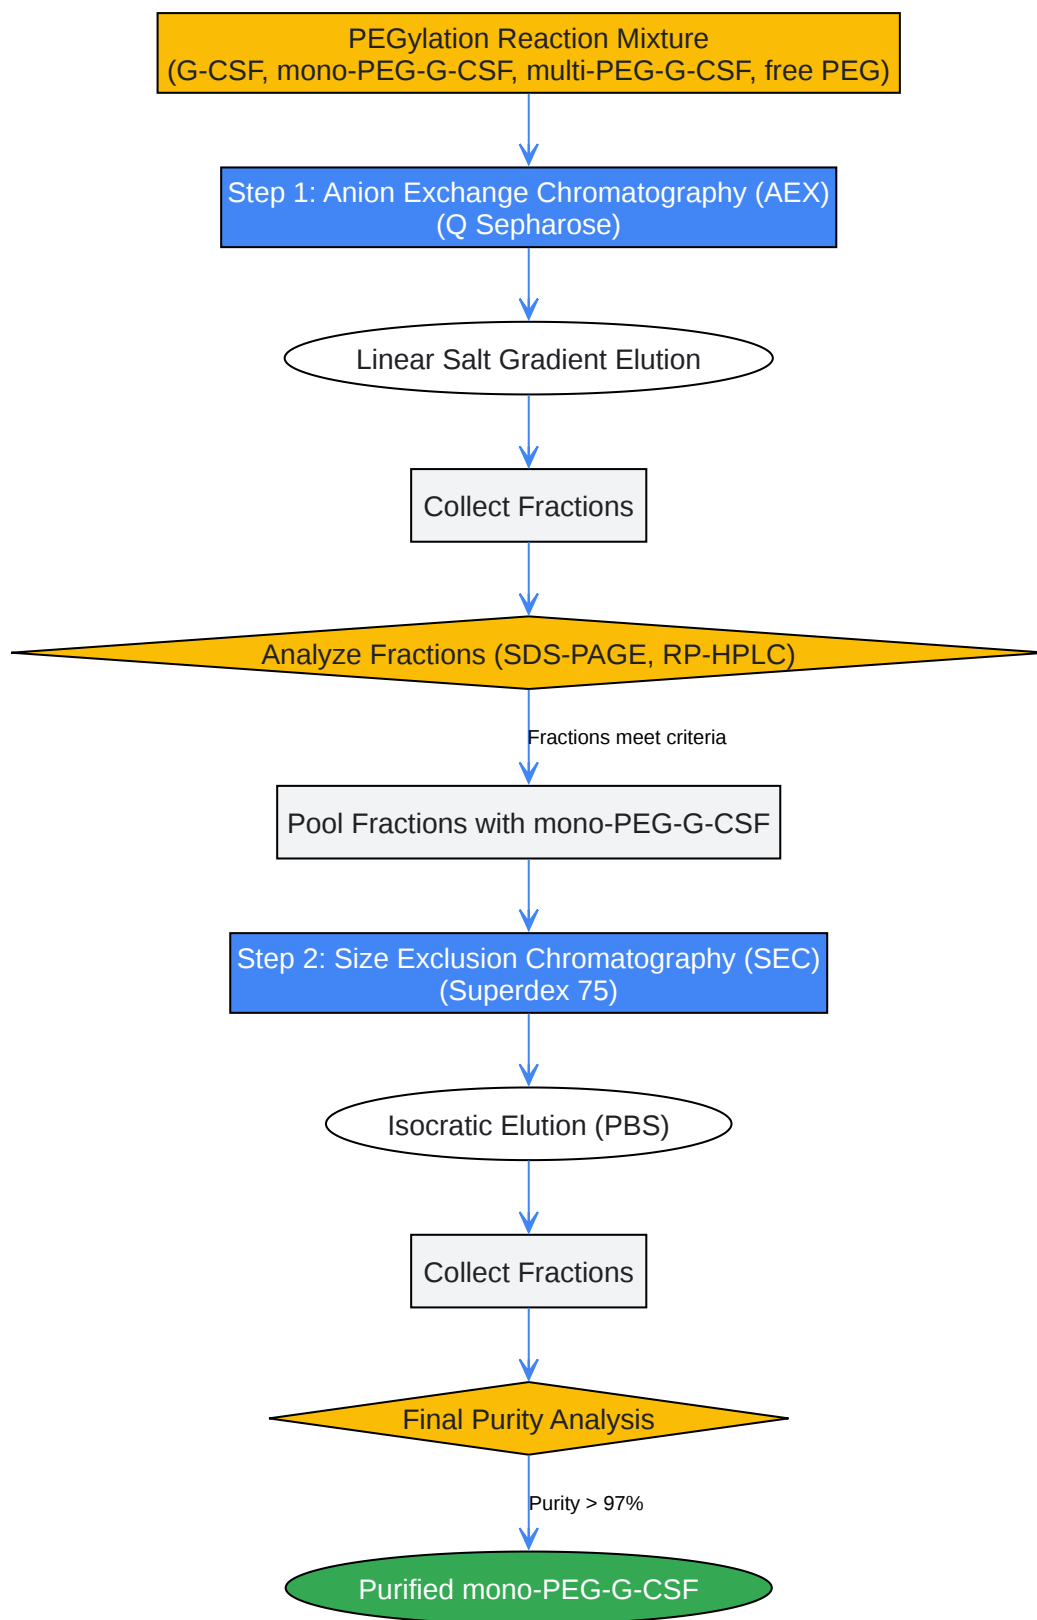 PEGylation Reaction Mixture
(G-CSF, mono-PEG-G-CSF, multi-PEG-G-CSF, free PEG)
Step 1: Anion Exchange Chromatography (AEX)
(Q Sepharose)
Linear Salt Gradient Elution
Collect Fractions
Analyze Fractions (SDS-PAGE, RP-HPLC)
Fractions meet criteria
Pool Fractions with mono-PEG-G-CSF
Step 2: Size Exclusion Chromatography (SEC)
(Superdex 75)
Isocratic Elution (PBS)
Collect Fractions
Final Purity Analysis
Purity > 97%
Purified mono-PEG-G-CSF